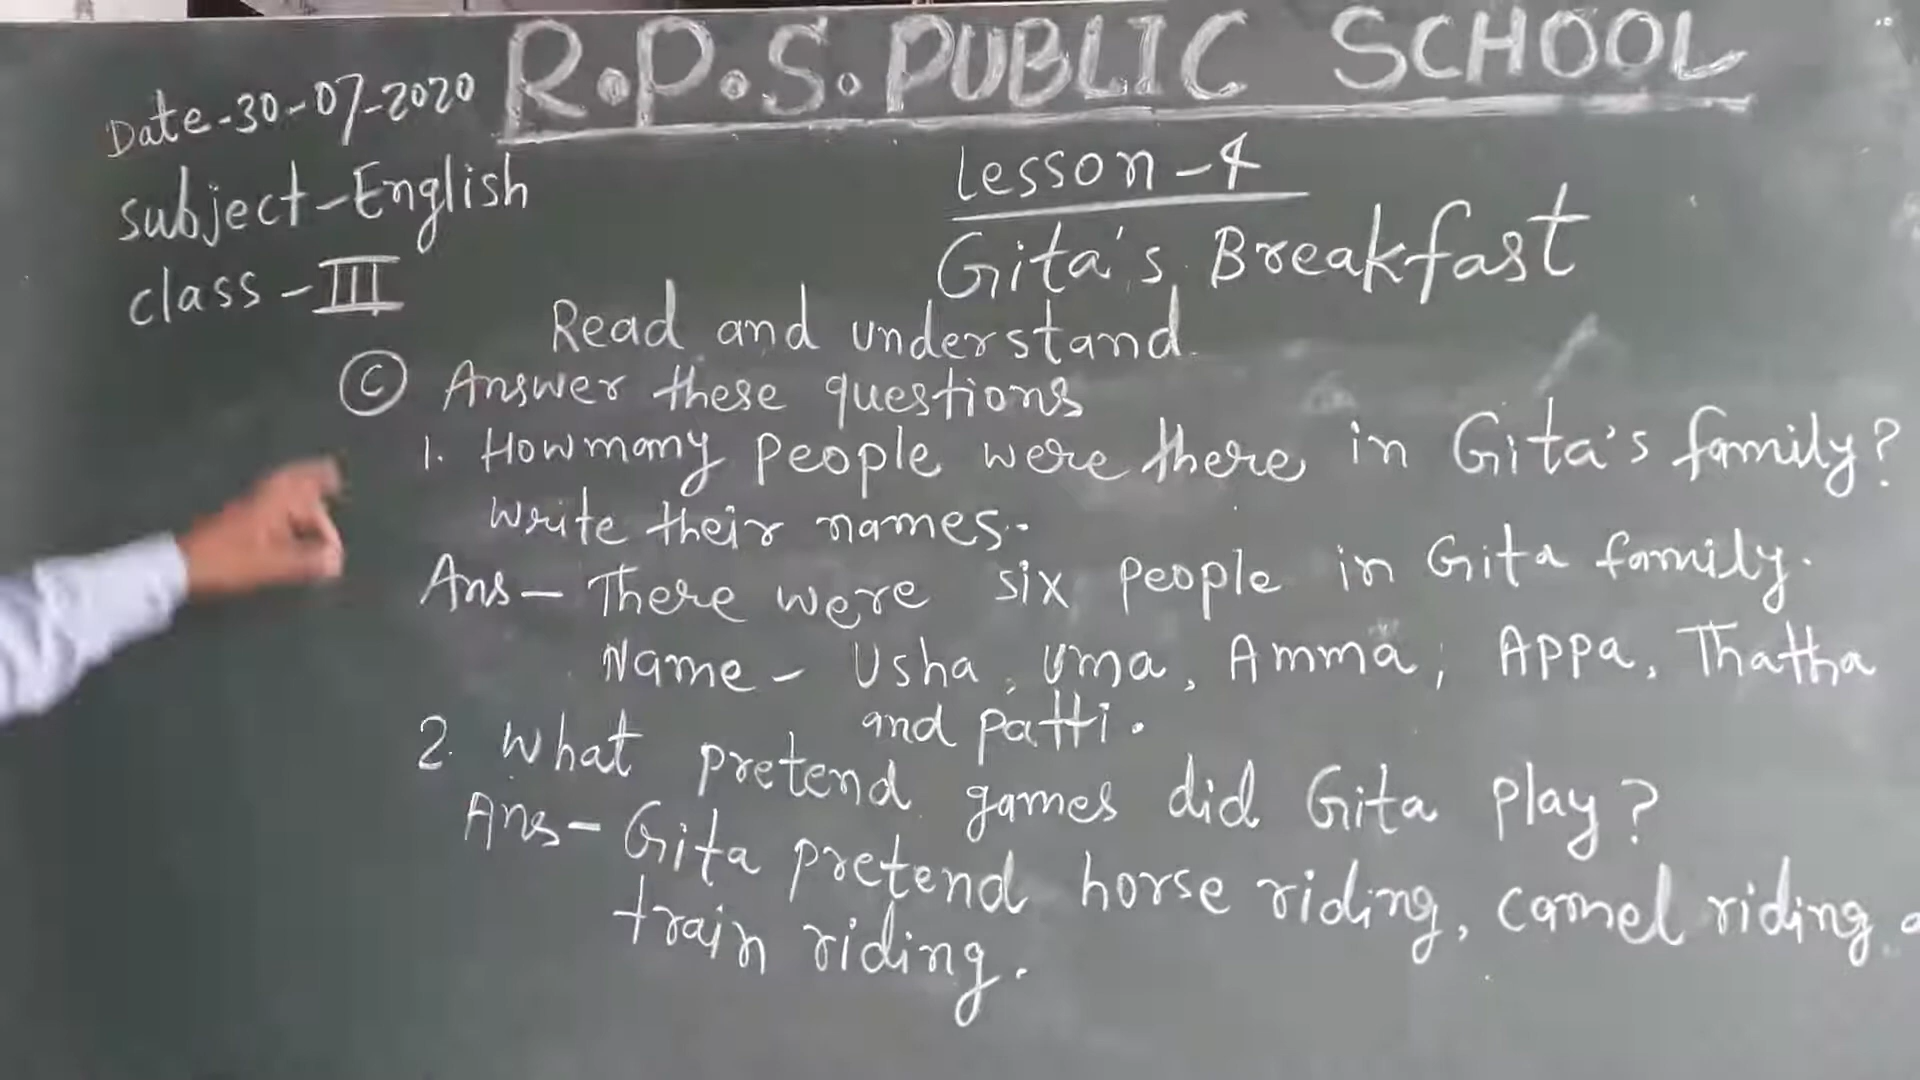 R.P.S. PUBLIC SCHOOL
Date-30-07-2020
Subject-English
class-III
Lesson-4
Gita's Breakfast
Read and understand.
C Answer these questions
1. Howmany people were there in Gita's family?
Write their names.
Ans- There were six people in Gita family.
Name- Usha, Uma, Amma, Appa, Thatha
and patti.
2. What pretend games did Gita play?
Ans- Gita pretend horse riding, camel riding
train riding.